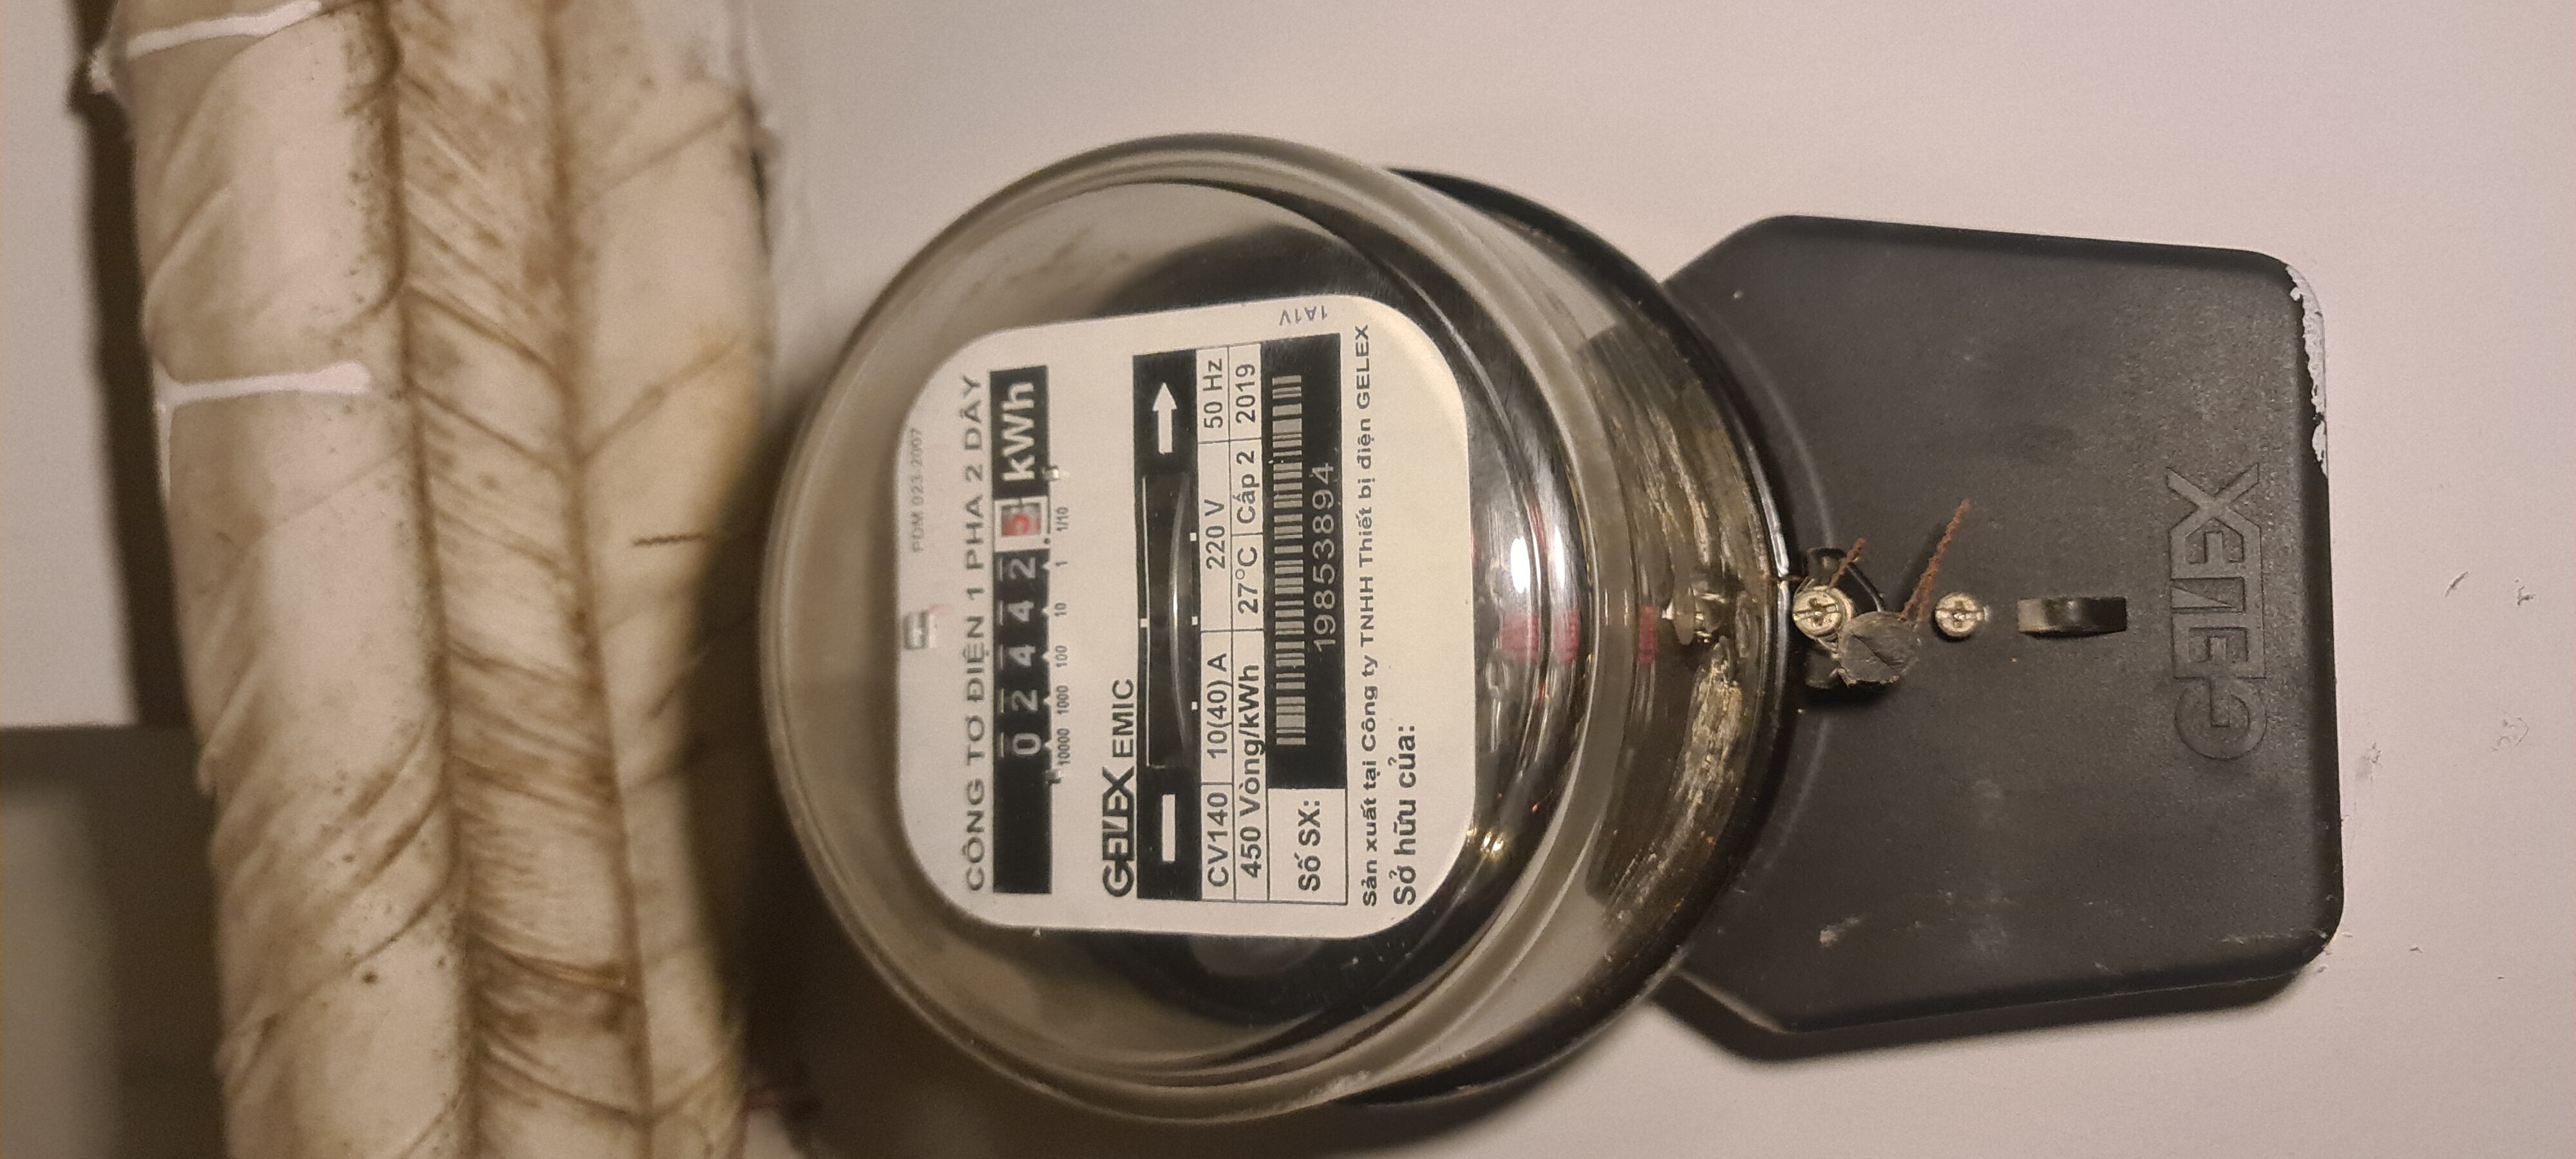 PDM 023-2007
CÔNG TƠ ĐIỆN 1 PHA 2 DÂY
0 2 4 4 2 5 kWh
10000 1000 100 10 1 1/10
GELEX EMIC
CV140 10(40) A 220 V 50 Hz
450 Vòng/kWh 27°C Cấp 2 2019
Số SX: 19853894
1A1V
Sản xuất tại Công ty TNHH Thiết bị điện GELEX
Sở hữu của:
GELEX